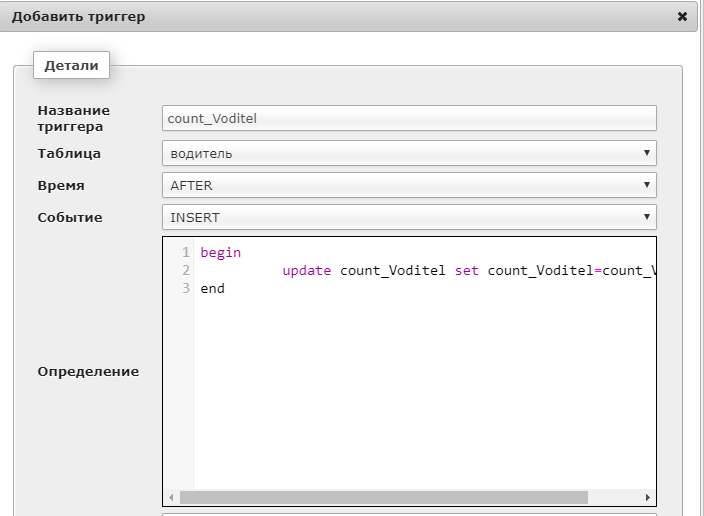 Добавить триггер
Детали
Название
триггера
count_Voditel
Таблица
водитель
Время
AFTER
Событие
INSERT
Определение
1 begin
2 update count_Voditel set count_Voditel=count_V
3 end